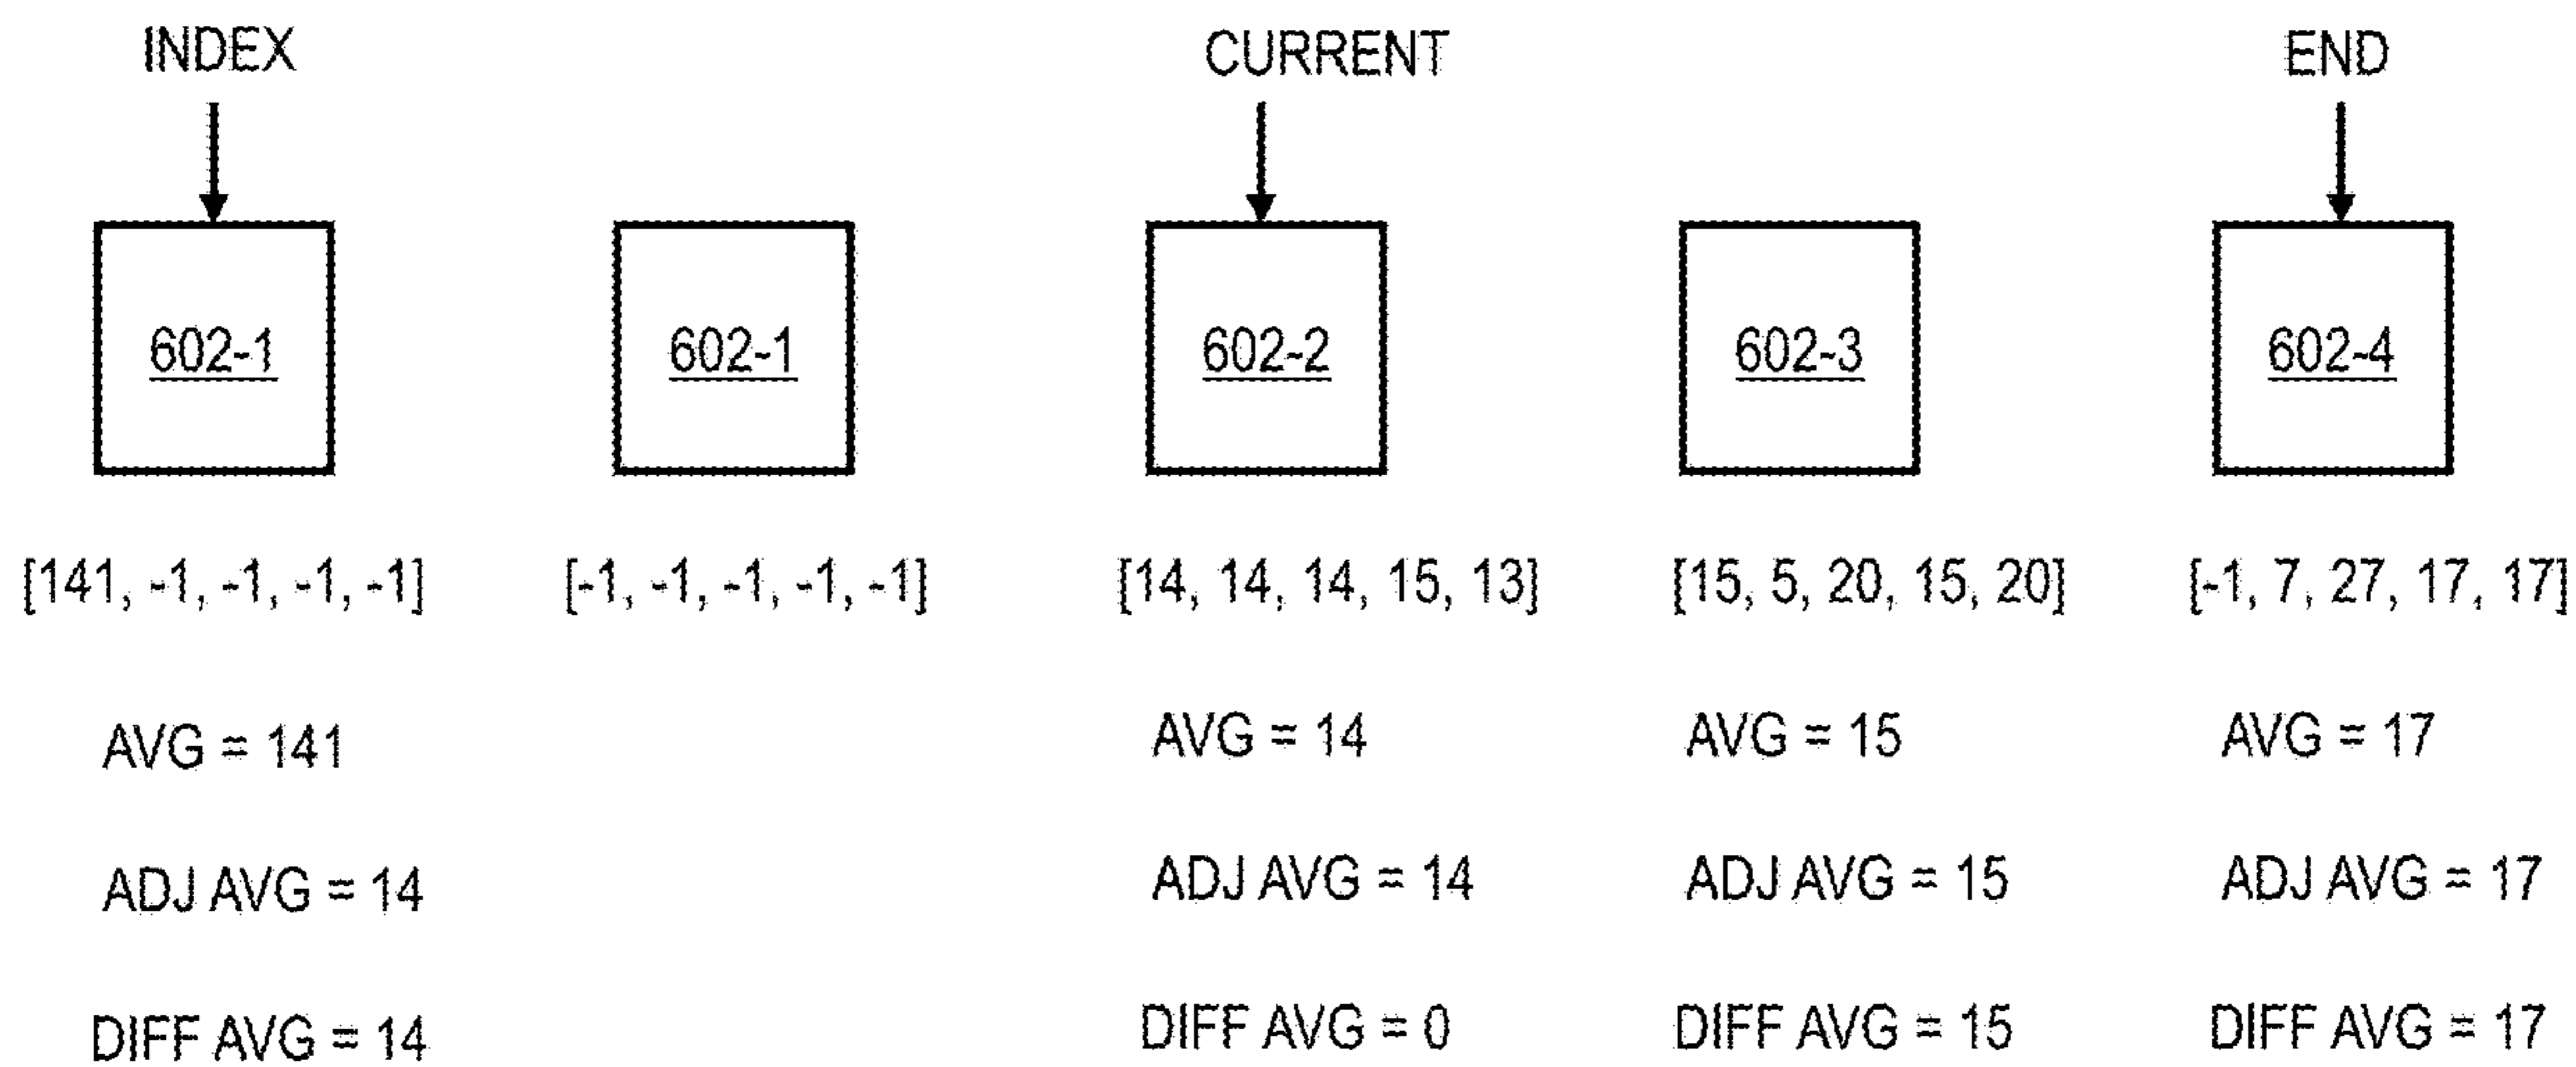 INDEX CURRENT END
602-1 602-1 602-2 602-3 602-4
[141, -1, -1, -1, -1] [-1, -1, -1, -1, -1] [14, 14, 14, 15, 13] [15, 5, 20, 15, 20] [-1, 7, 27, 17, 17]
AVG = 141 AVG = 14 AVG = 15 AVG = 17
ADJ AVG = 14 ADJ AVG = 14 ADJ AVG = 15 ADJ AVG = 17
DIFF AVG = 14 DIFF AVG = 0 DIFF AVG = 15 DIFF AVG = 17